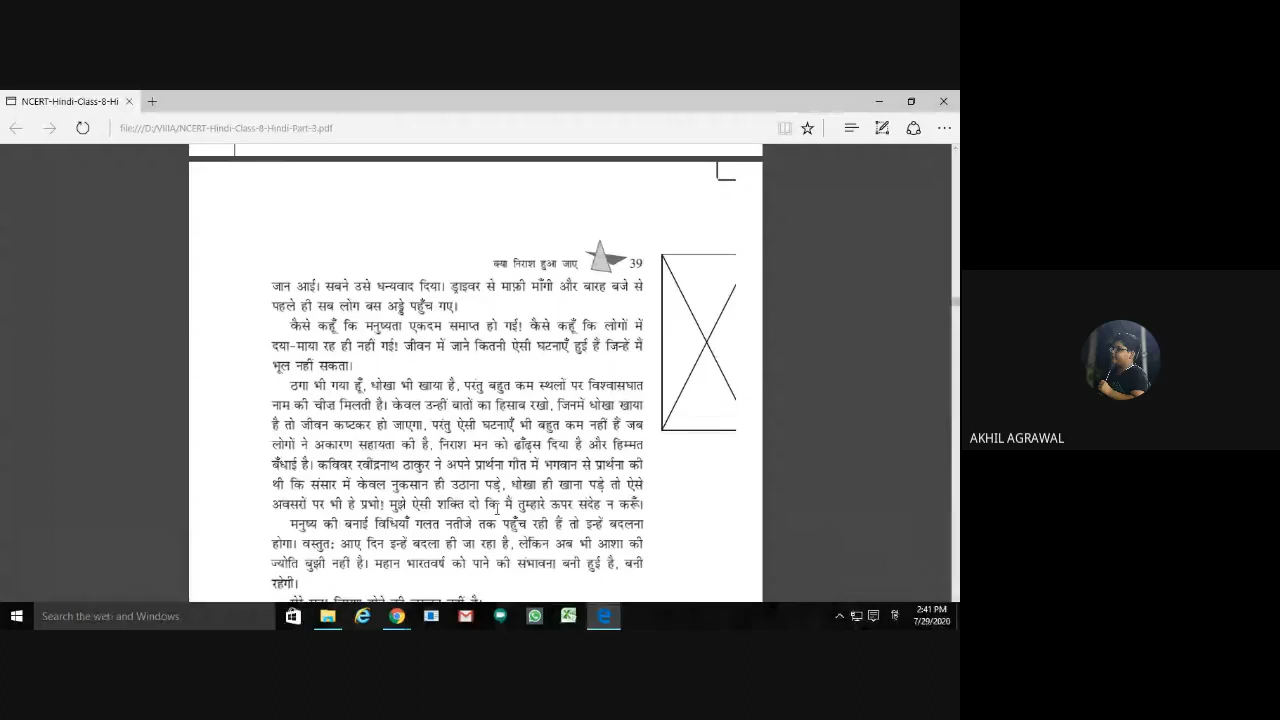 NCERT-Hindi-Class-8-Hi
file:///D:/VIIIA/NCERT-Hindi-Class-8-Hindi-Part-3.pdf
क्या निराश हुआ जाए 39
जान आई। सबने उसे धन्यवाद दिया। ड्राइवर से माफ़ी माँगी और बारह बजे से
पहले ही सब लोग बस अड्डे पहुँच गए।
कैसे कहूँ कि मनुष्यता एकदम समाप्त हो गई! कैसे कहूँ कि लोगों में
दया-माया रह ही नहीं गई! जीवन में जाने कितनी ऐसी घटनाएँ हुई हैं जिन्हें मैं
भूल नहीं सकता।
ठगा भी गया हूँ, धोखा भी खाया है, परंतु बहुत कम स्थलों पर विश्वासघात
नाम की चीज़ मिलती है। केवल उन्हीं बातों का हिसाब रखो, जिनमें धोखा खाया
है तो जीवन कष्टकर हो जाएगा, परंतु ऐसी घटनाएँ भी बहुत कम नहीं हैं जब
लोगों ने अकारण सहायता की है, निराश मन को ढाँढ़स दिया है और हिम्मत
बँधाई है। कविवर रवींद्रनाथ ठाकुर ने अपने प्रार्थना गीत में भगवान से प्रार्थना की
थी कि संसार में केवल नुकसान ही उठाना पड़े, धोखा ही खाना पड़े तो ऐसे
अवसरों पर भी हे प्रभो! मुझे ऐसी शक्ति दो कि मैं तुम्हारे ऊपर संदेह न करूँ।
मनुष्य की बनाई विधियाँ गलत नतीजे तक पहुँच रही हैं तो इन्हें बदलना
होगा। वस्तुत: आए दिन इन्हें बदला ही जा रहा है, लेकिन अब भी आशा की
ज्योति बुझी नहीं है। महान भारतवर्ष को पाने की संभावना बनी हुई है, बनी
रहेगी।
AKHIL AGRAWAL
Search the web and Windows
हि
2:41 PM
7/29/2020